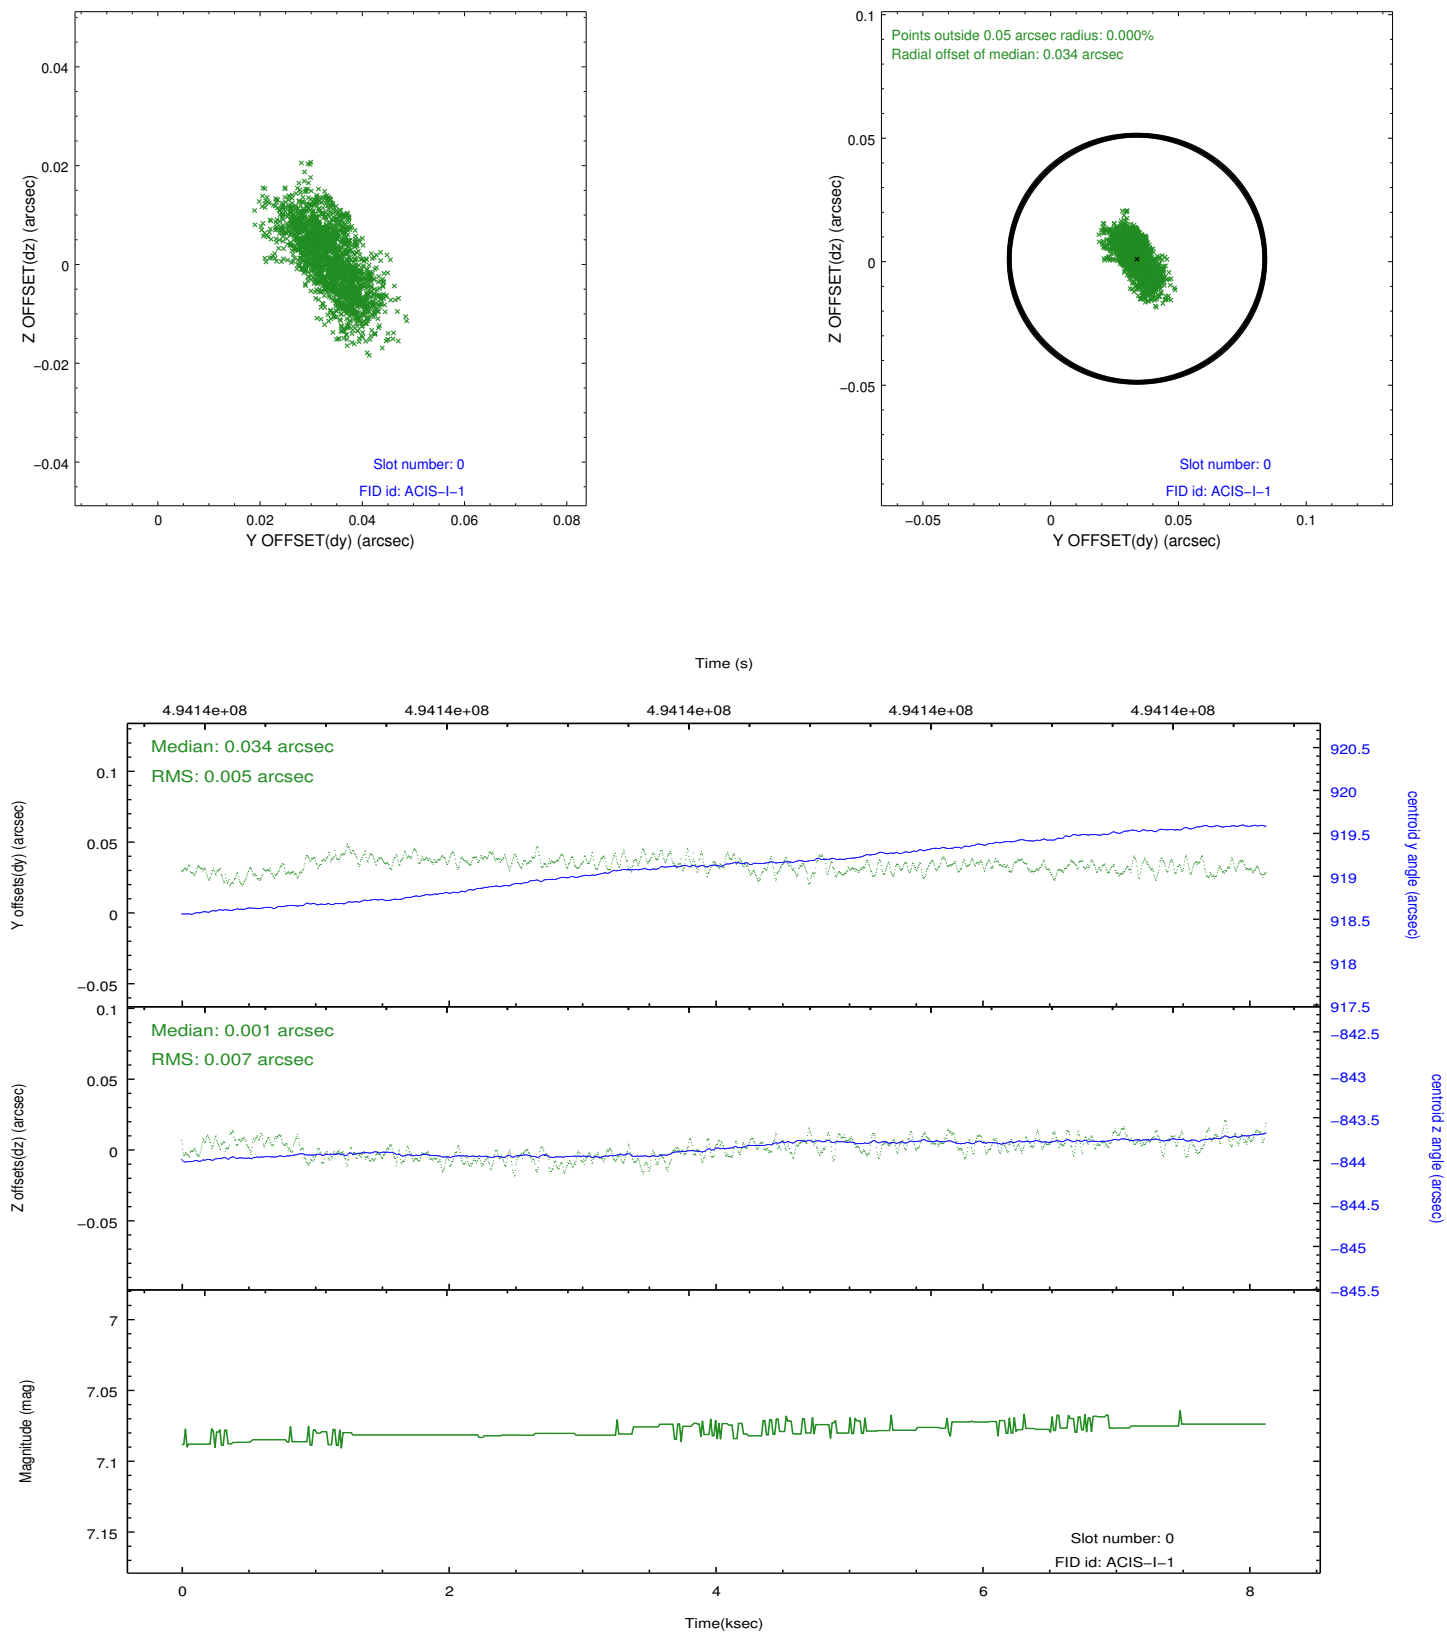 0.04
0.02
0
−0.02
−0.04
Z OFFSET(dz) (arcsec)
Slot number: 0
FID id: ACIS−I−1
0
0.02
0.04
0.06
0.08
Y OFFSET(dy) (arcsec)
Points outside 0.05 arcsec radius: 0.000%
Radial offset of median: 0.034 arcsec
0.1
0.05
0
−0.05
Z OFFSET(dz) (arcsec)
Slot number: 0
FID id: ACIS−I−1
−0.05
0
0.05
0.1
Y OFFSET(dy) (arcsec)
Time (s)
4.9414e+08
4.9414e+08
4.9414e+08
4.9414e+08
4.9414e+08
Median: 0.034 arcsec
RMS: 0.005 arcsec
0.1
0.05
0
−0.05
Y offsets(dy) (arcsec)
920.5
920
919.5
919
918.5
918
917.5
centroid y angle (arcsec)
Median: 0.001 arcsec
RMS: 0.007 arcsec
0.1
0.05
0
−0.05
Z offsets(dz) (arcsec)
−842.5
−843
−843.5
−844
−844.5
−845
−845.5
centroid z angle (arcsec)
7
7.05
7.1
7.15
Magnitude (mag)
Slot number: 0
FID id: ACIS−I−1
0
2
4
6
8
Time(ksec)